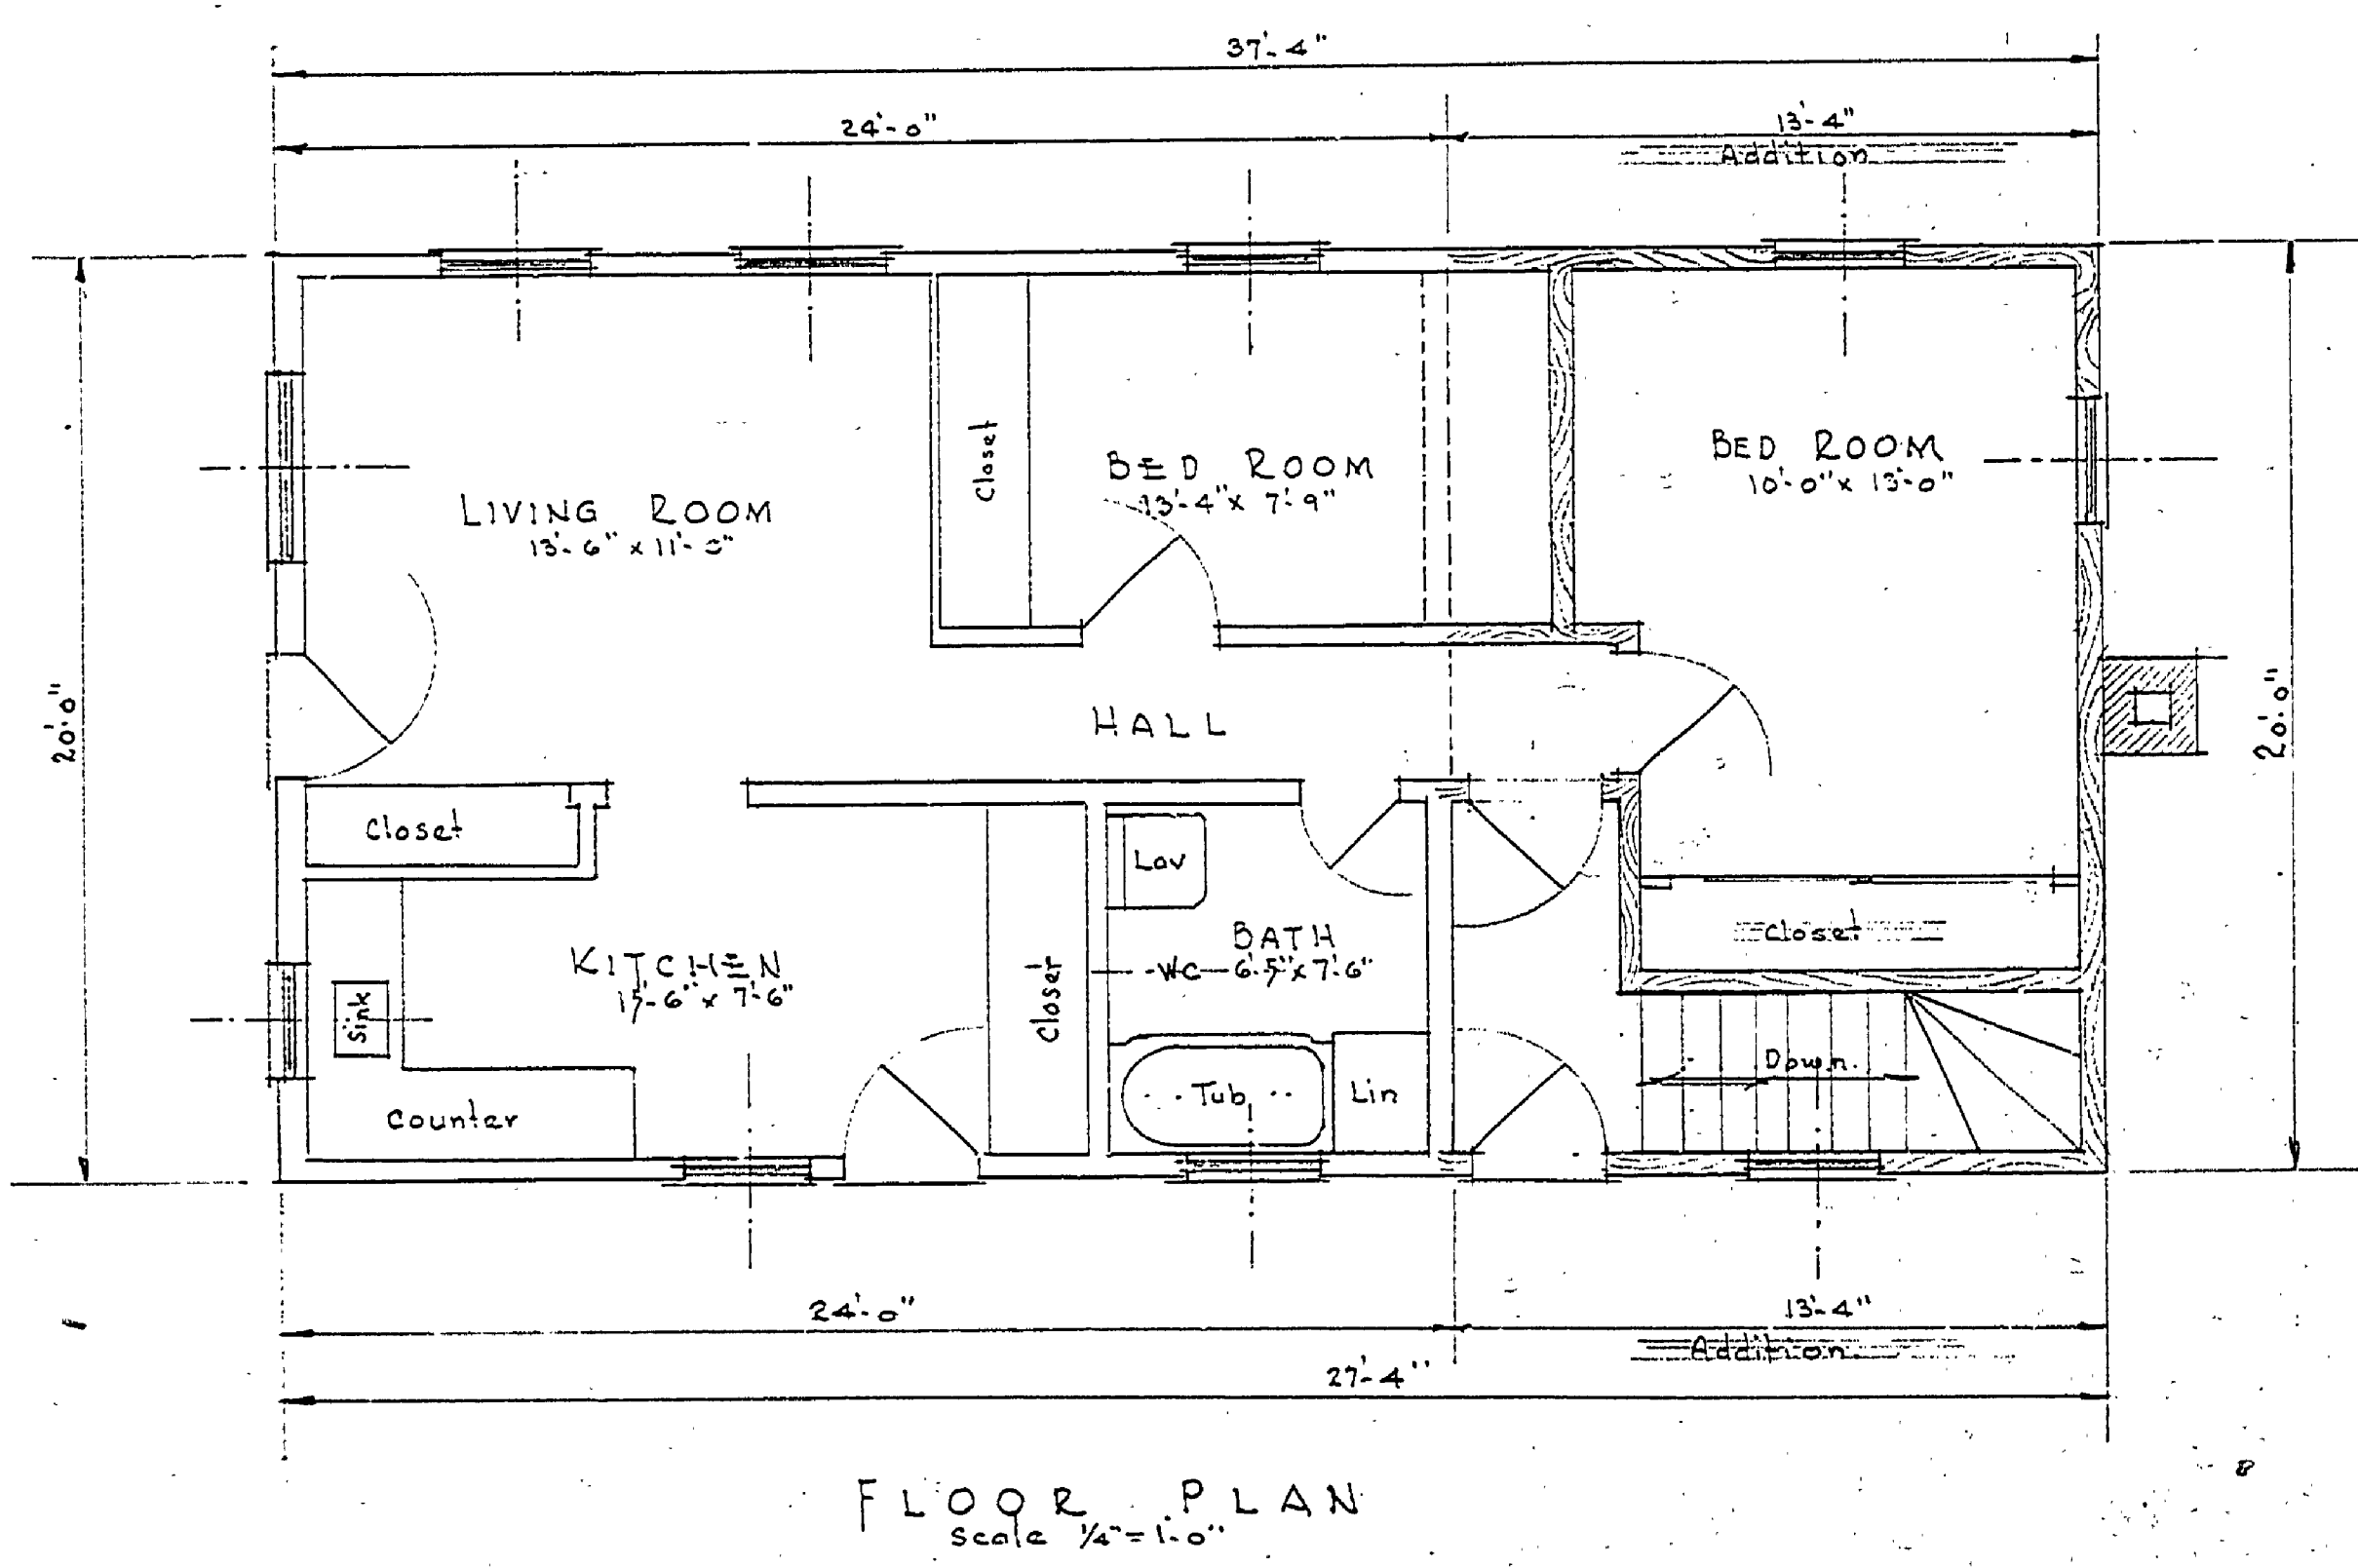 37'-4"
24'-0"
13'-4"
Addition
Closet
BED ROOM
13'-4" x 7'-9"
BED ROOM
10'-0" x 13'-0"
LIVING ROOM
13'-6" x 11'-0"
20'-0"
20'-0"
HALL
Closet
Lav
KITCHEN
15'-6" x 7'-6"
Closet
BATH
WC 6'-5" x 7'-6"
Closet
Sink
Counter
Tub
Lin
Down
24'-0"
13'-4"
Addition
27'-4"
FLOOR PLAN
Scale 1/4" = 1'-0"